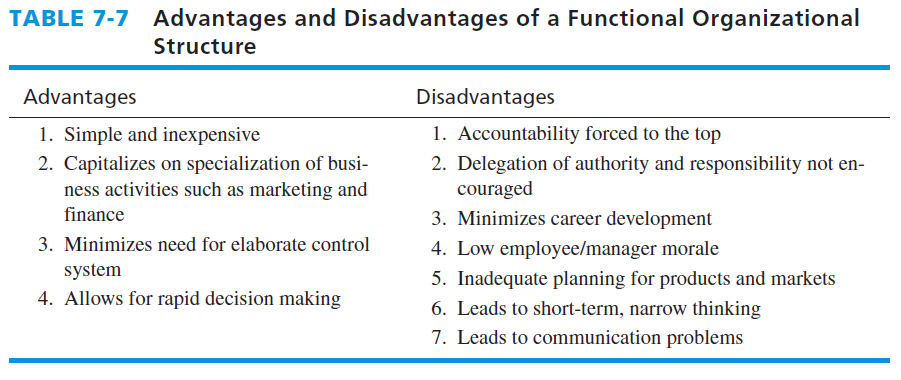 TABLE 7-7 Advantages and Disadvantages of a Functional Organizational
Structure
Advantages
1. Simple and inexpensive
2. Capitalizes on specialization of busi-
ness activities such as marketing and
finance
3. Minimizes need for elaborate control
system
4. Allows for rapid decision making
Disadvantages
1. Accountability forced to the top
2. Delegation of authority and responsibility not en-
couraged
3. Minimizes career development
4. Low employee/manager morale
5. Inadequate planning for products and markets
6. Leads to short-term, narrow thinking
7. Leads to communication problems